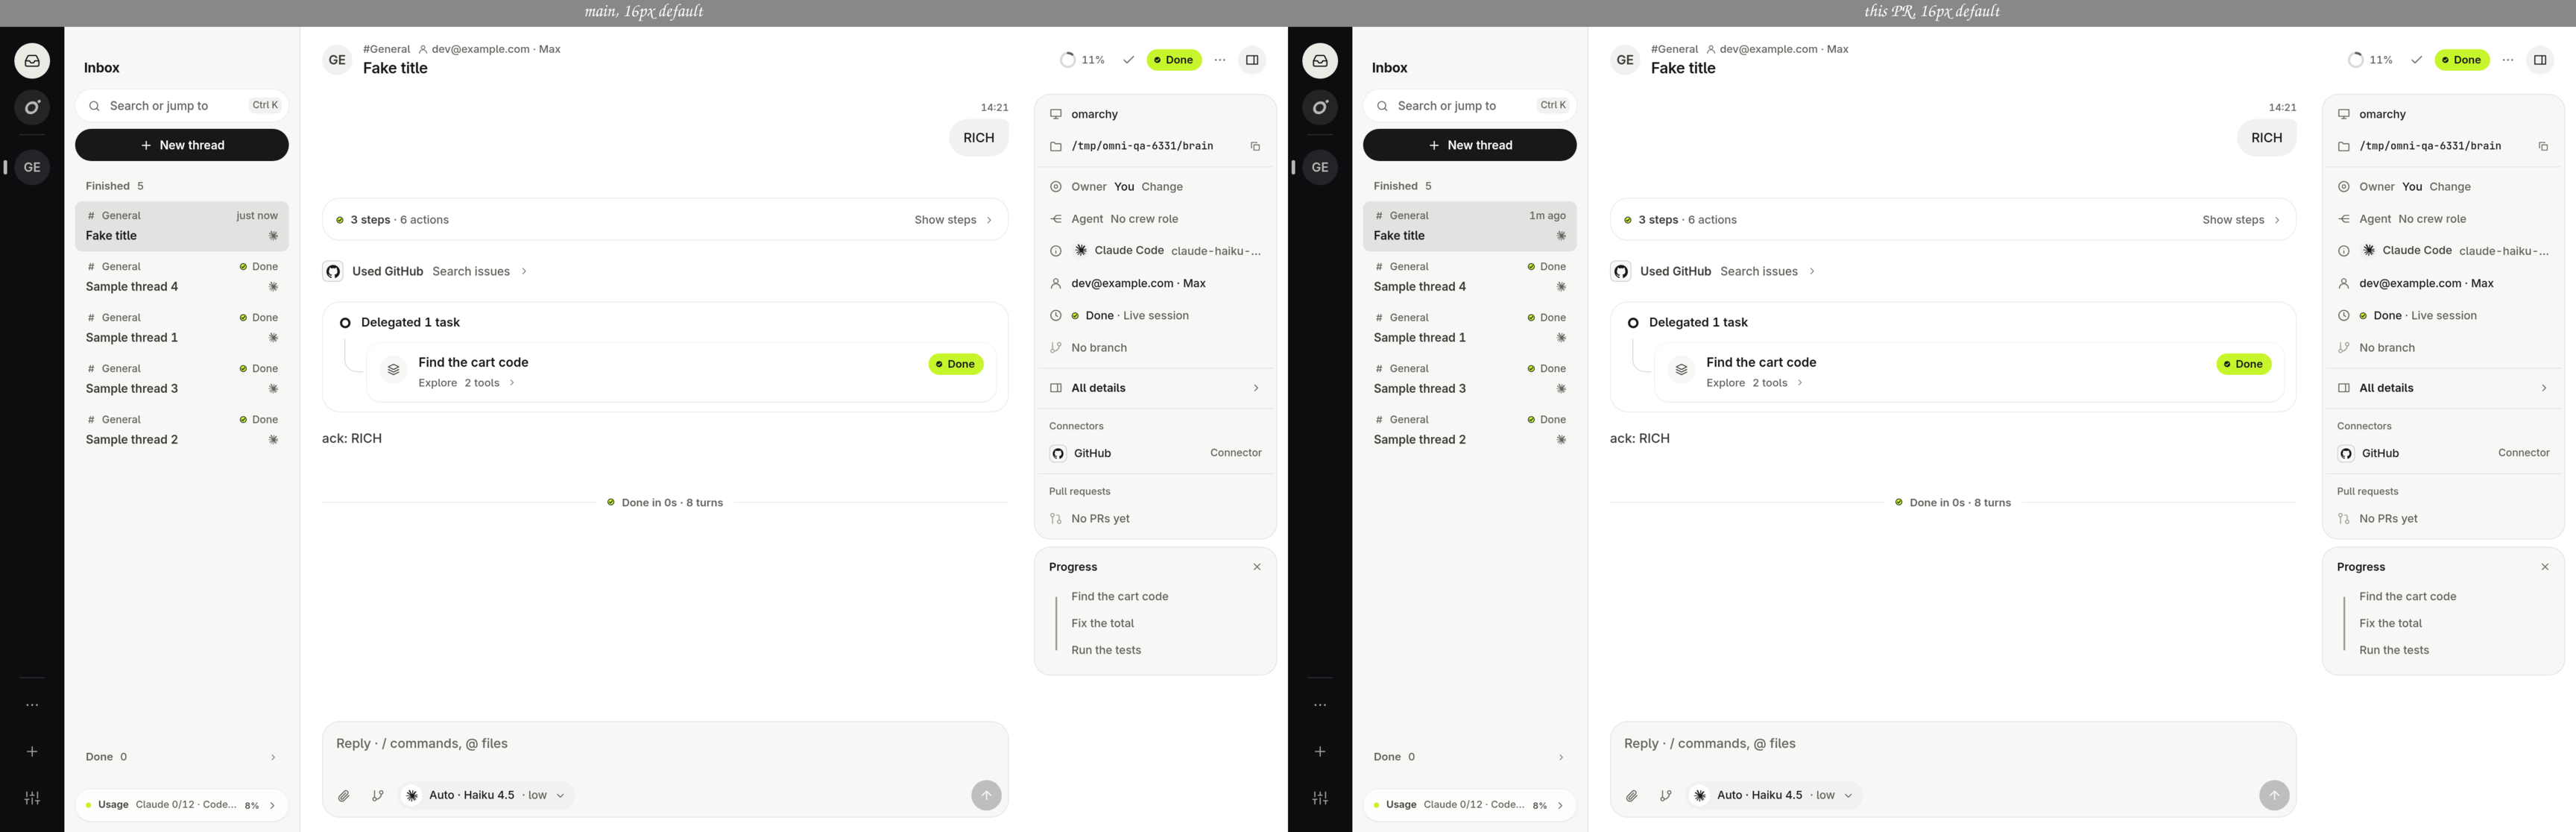 main, 16px default
GE
Inbox
Search or jump to Ctrl K
+ New thread
Finished 5
# General just now
Fake title
# General Done
Sample thread 4
# General Done
Sample thread 1
# General Done
Sample thread 3
# General Done
Sample thread 2
Done 0
Usage Claude 0/12 · Code... 8%
GE
#General dev@example.com · Max
Fake title
11% Done
14:21
RICH
3 steps · 6 actions Show steps
Used GitHub Search issues
Delegated 1 task
Find the cart code Done
Explore 2 tools
ack: RICH
Done in 0s · 8 turns
Reply · / commands, @ files
Auto · Haiku 4.5 · low
omarchy
/tmp/omni-qa-6331/brain
Owner You Change
Agent No crew role
Claude Code claude-haiku-...
dev@example.com · Max
Done · Live session
No branch
All details
Connectors
GitHub Connector
Pull requests
No PRs yet
Progress
Find the cart code
Fix the total
Run the tests
this PR, 16px default
GE
Inbox
Search or jump to Ctrl K
+ New thread
Finished 5
# General 1m ago
Fake title
# General Done
Sample thread 4
# General Done
Sample thread 1
# General Done
Sample thread 3
# General Done
Sample thread 2
Done 0
Usage Claude 0/12 · Code... 8%
GE
#General dev@example.com · Max
Fake title
11% Done
14:21
RICH
3 steps · 6 actions Show steps
Used GitHub Search issues
Delegated 1 task
Find the cart code Done
Explore 2 tools
ack: RICH
Done in 0s · 8 turns
Reply · / commands, @ files
Auto · Haiku 4.5 · low
omarchy
/tmp/omni-qa-6331/brain
Owner You Change
Agent No crew role
Claude Code claude-haiku-...
dev@example.com · Max
Done · Live session
No branch
All details
Connectors
GitHub Connector
Pull requests
No PRs yet
Progress
Find the cart code
Fix the total
Run the tests